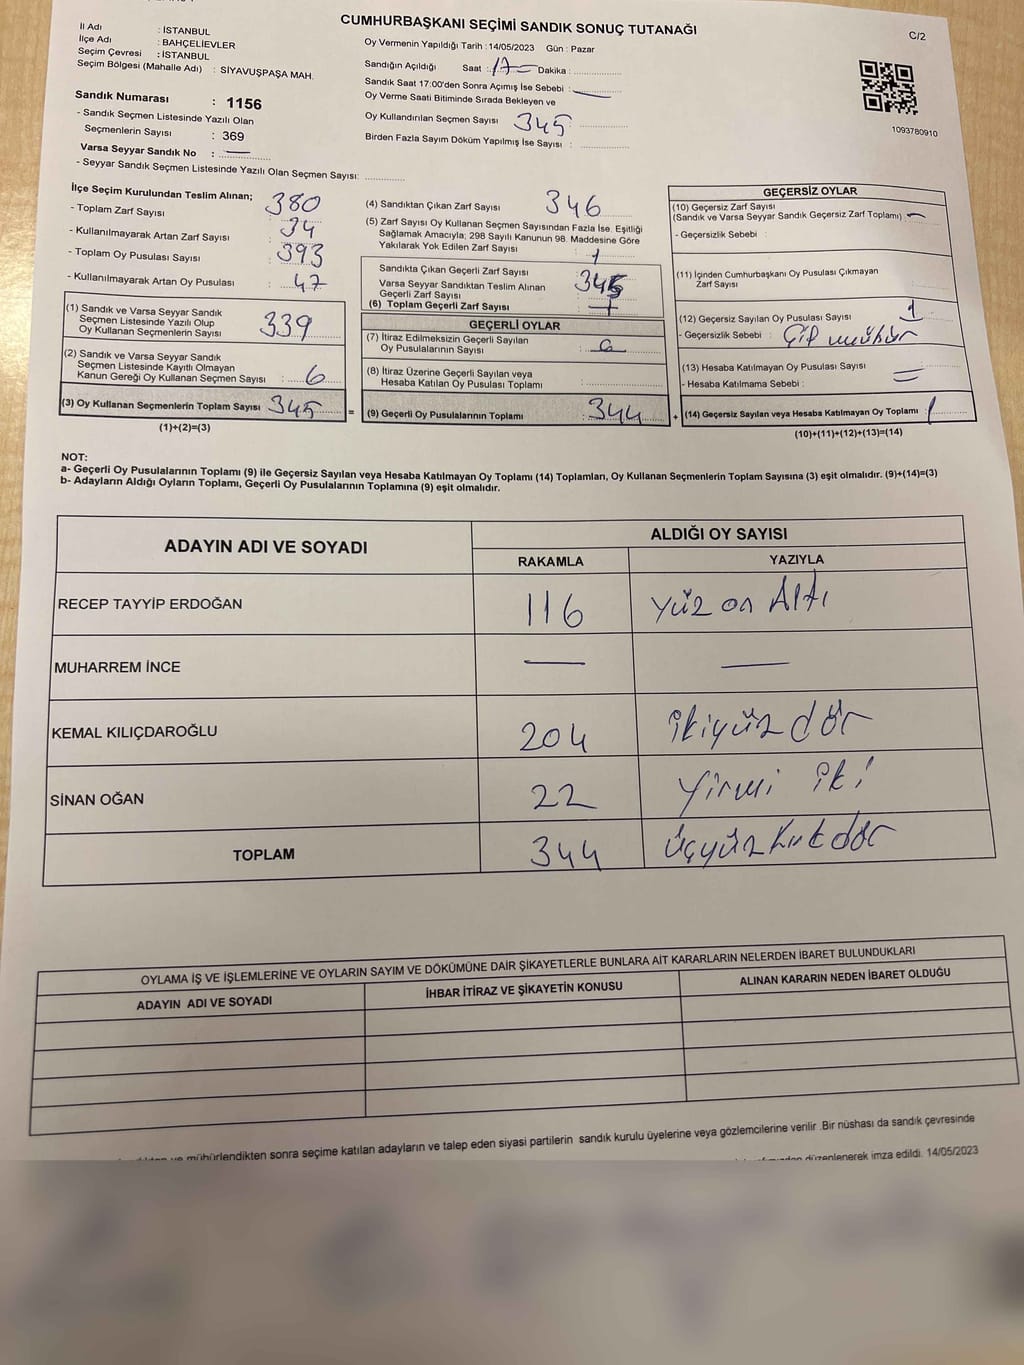 CUMHURBAŞKANI SEÇİMİ SANDIK SONUÇ TUTANAĞI
C/2
İl Adı : İSTANBUL
İlçe Adı : BAHÇELİEVLER
Seçim Çevresi : İSTANBUL
Seçim Bölgesi (Mahalle Adı) : SİYAVUŞPAŞA MAH.
Sandık Numarası : 1156
- Sandık Seçmen Listesinde Yazılı Olan
Seçmenlerin Sayısı : 369
Varsa Seyyar Sandık No : —
- Seyyar Sandık Seçmen Listesinde Yazılı Olan Seçmen Sayısı:
Oy Vermenin Yapıldığı Tarih : 14/05/2023 Gün : Pazar
Sandığın Açıldığı Saat : 17 Dakika :
Sandık Saat 17:00'den Sonra Açımış İse Sebebi : —
Oy Verme Saati Bitiminde Sırada Bekleyen ve
Oy Kullandırılan Seçmen Sayısı 345
Birden Fazla Sayım Döküm Yapılmış İse Sayısı :
1093780910
İlçe Seçim Kurulundan Teslim Alınan;
- Toplam Zarf Sayısı : 380
- Kullanılmayarak Artan Zarf Sayısı : 34
- Toplam Oy Pusulası Sayısı : 393
- Kullanılmayarak Artan Oy Pusulası : 47
(1) Sandık ve Varsa Seyyar Sandık
Seçmen Listesinde Yazılı Olup
Oy Kullanan Seçmenlerin Sayısı 339
(2) Sandık ve Varsa Seyyar Sandık
Seçmen Listesinde Kayıtlı Olmayan
Kanun Gereği Oy Kullanan Seçmen Sayısı : 6
(3) Oy Kullanan Seçmenlerin Toplam Sayısı 345
(1)+(2)=(3)
(4) Sandıktan Çıkan Zarf Sayısı 346
(5) Zarf Sayısı Oy Kullanan Seçmen Sayısından Fazla İse, Eşitliği
Sağlamak Amacıyla; 298 Sayılı Kanunun 98. Maddesine Göre
Yakılarak Yok Edilen Zarf Sayısı : 1
Sandıkta Çıkan Geçerli Zarf Sayısı 345
Varsa Seyyar Sandıktan Teslim Alınan
Geçerli Zarf Sayısı
(6) Toplam Geçerli Zarf Sayısı
GEÇERLİ OYLAR
(7) İtiraz Edilmeksizin Geçerli Sayılan
Oy Pusulalarının Sayısı :
(8) İtiraz Üzerine Geçerli Sayılan veya
Hesaba Katılan Oy Pusulası Toplamı :
= (9) Geçerli Oy Pusulalarının Toplamı : 344
GEÇERSİZ OYLAR
(10) Geçersiz Zarf Sayısı
(Sandık ve Varsa Seyyar Sandık Geçersiz Zarf Toplamı) : —
- Geçersizlik Sebebi :
(11) İçinden Cumhurbaşkanı Oy Pusulası Çıkmayan
Zarf Sayısı :
(12) Geçersiz Sayılan Oy Pusulası Sayısı : 1
- Geçersizlik Sebebi : Çif mühür
(13) Hesaba Katılmayan Oy Pusulası Sayısı :
- Hesaba Katılmama Sebebi :
+ (14) Geçersiz Sayılan veya Hesaba Katılmayan Oy Toplamı : 1
(10)+(11)+(12)+(13)=(14)
NOT:
a- Geçerli Oy Pusulalarının Toplamı (9) ile Geçersiz Sayılan veya Hesaba Katılmayan Oy Toplamı (14) Toplamları, Oy Kullanan Seçmenlerin Toplam Sayısına (3) eşit olmalıdır. (9)+(14)=(3)
b- Adayların Aldığı Oyların Toplamı, Geçerli Oy Pusulalarının Toplamına (9) eşit olmalıdır.
ADAYIN ADI VE SOYADI
ALDIĞI OY SAYISI
RAKAMLA YAZIYLA
RECEP TAYYİP ERDOĞAN 116 Yüz on Altı
MUHARREM İNCE — —
KEMAL KILIÇDAROĞLU 204 ikiyüz dör
SİNAN OĞAN 22 Yirmi iki
TOPLAM 344 üçyüz kırk dör
OYLAMA İŞ VE İŞLEMLERİNE VE OYLARIN SAYIM VE DÖKÜMÜNE DAİR ŞİKAYETLERLE BUNLARA AİT KARARLARIN NELERDEN İBARET BULUNDUKLARI
ADAYIN ADI VE SOYADI İHBAR İTİRAZ VE ŞİKAYETİN KONUSU ALINAN KARARIN NEDEN İBARET OLDUĞU
mühürlendikten sonra seçime katılan adayların ve talep eden siyasi partilerin sandık kurulu üyelerine veya gözlemcilerine verilir .Bir nüshası da sandık çevresinde
düzenlenerek imza edildi. 14/05/2023